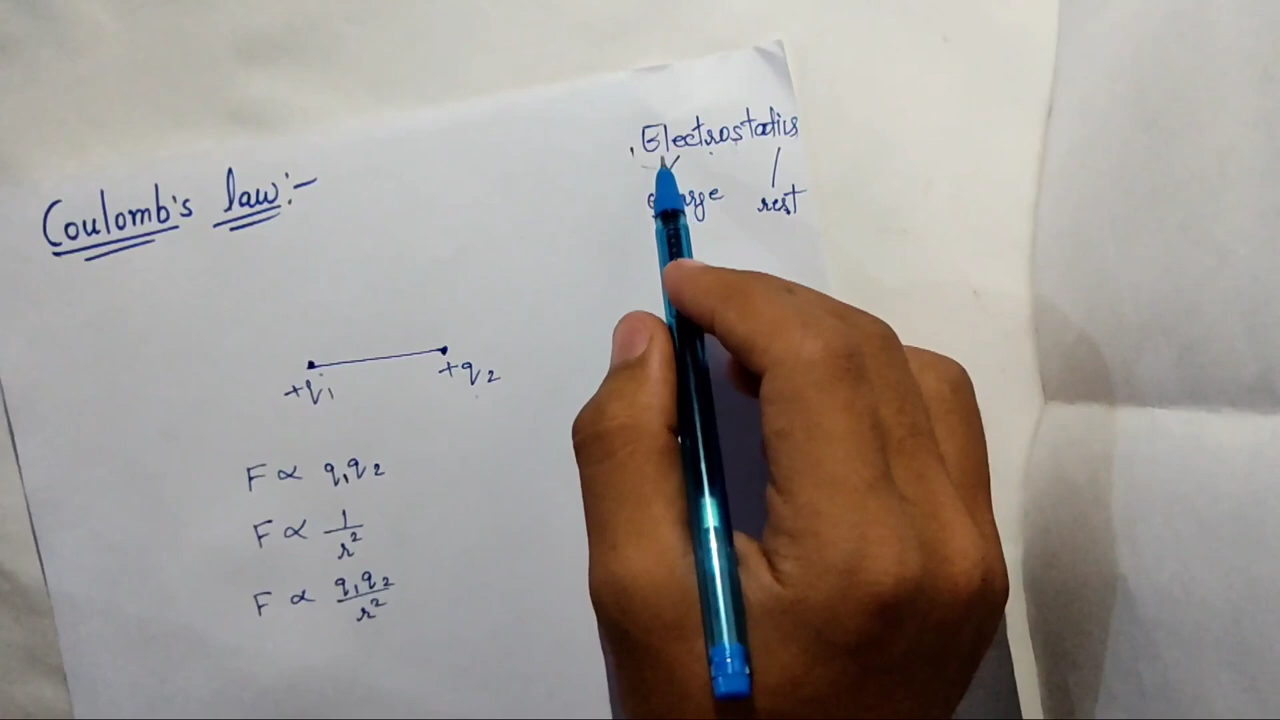 Electrostatics
charge rest
Coulomb's law:-
+q₁ +q₂
F ∝ q₁q₂
F ∝ 1/r²
F ∝ q₁q₂/r²